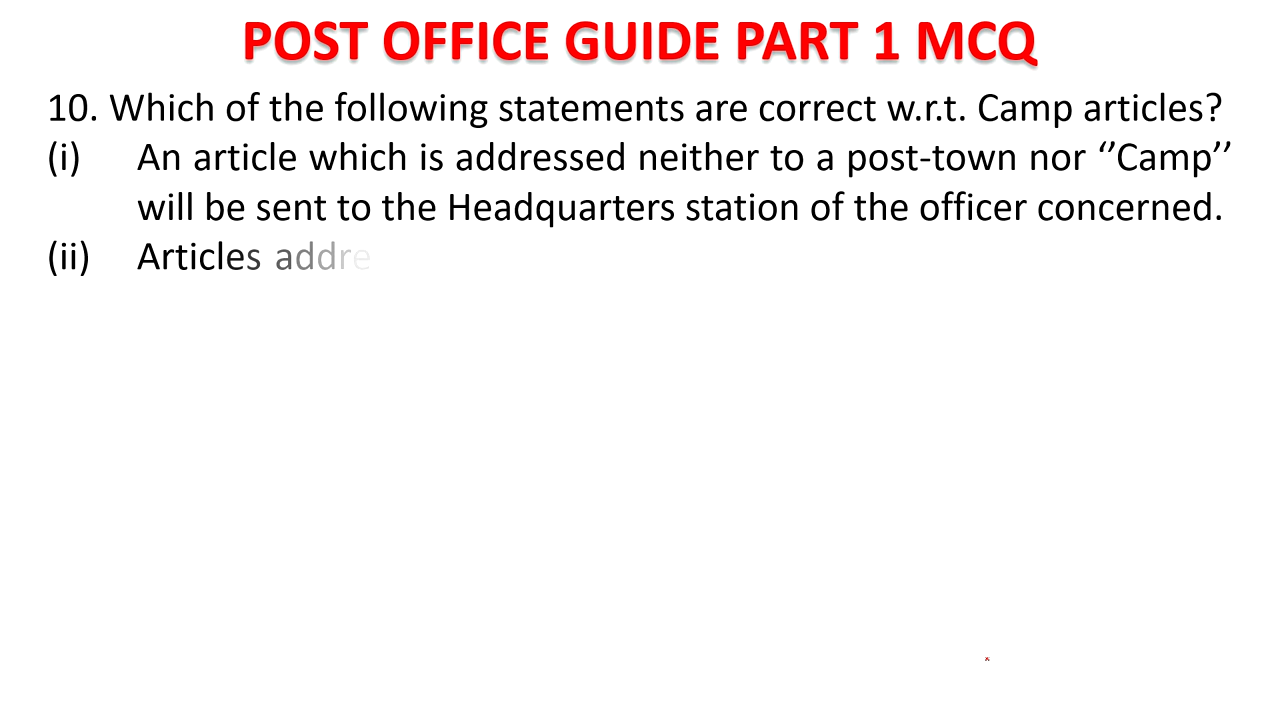 POST OFFICE GUIDE PART 1 MCQ
10. Which of the following statements are correct w.r.t. Camp articles?
(i) An article which is addressed neither to a post-town nor ‘’Camp’’
will be sent to the Headquarters station of the officer concerned.
(ii) Articles addre